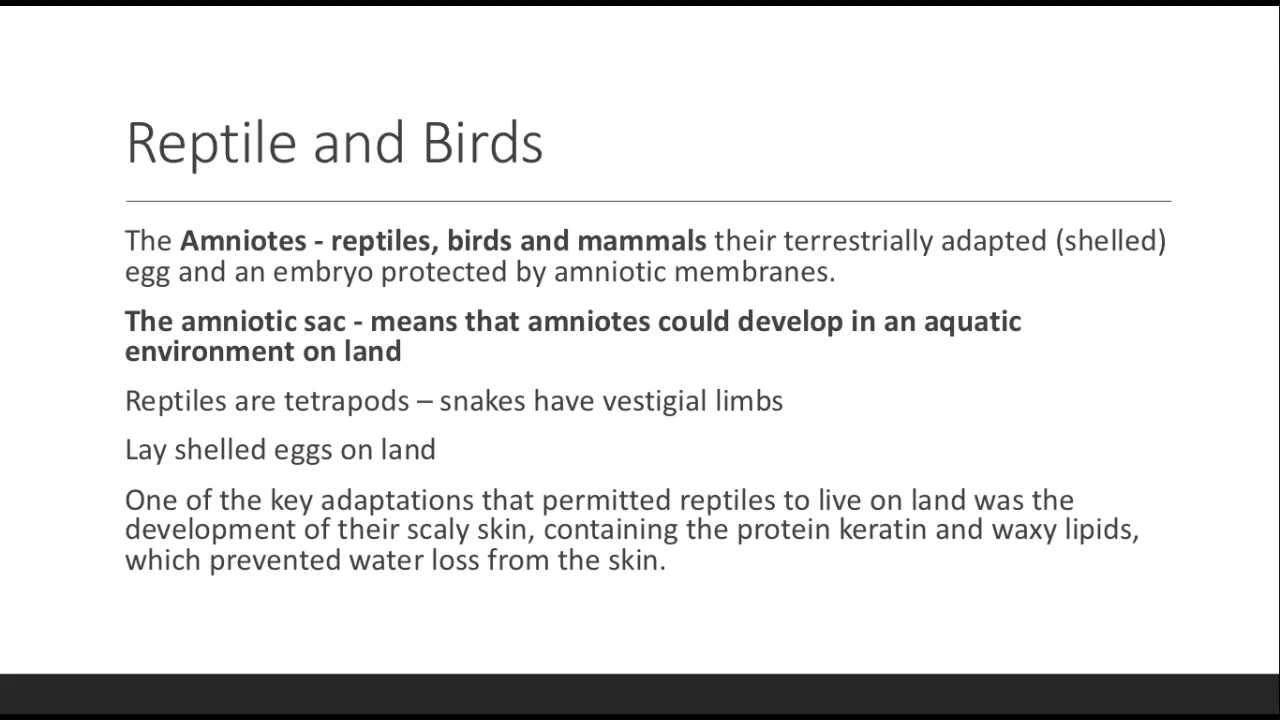 Reptile and Birds
The Amniotes - reptiles, birds and mammals their terrestrially adapted (shelled)
egg and an embryo protected by amniotic membranes.
The amniotic sac - means that amniotes could develop in an aquatic
environment on land
Reptiles are tetrapods – snakes have vestigial limbs
Lay shelled eggs on land
One of the key adaptations that permitted reptiles to live on land was the
development of their scaly skin, containing the protein keratin and waxy lipids,
which prevented water loss from the skin.